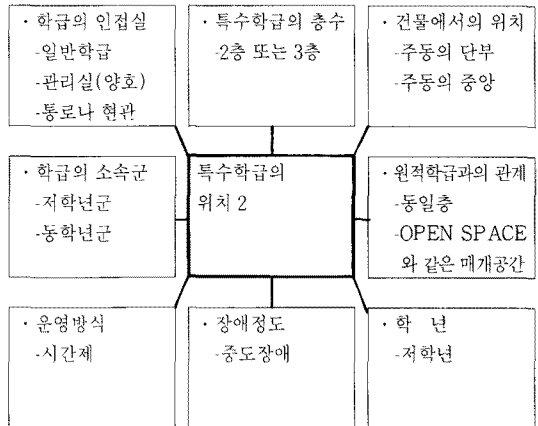 · 학급의 인접실
-일반학급
-관리실(양호)
-통로나 현관
· 특수학급의 층수
-2층 또는 3층
· 건물에서의 위치
-주동의 단부
-주동의 중앙
· 학급의 소속군
-저학년군
-동학년군
특수학급의
위치 2
· 원적학급과의 관계
-동일층
-OPEN SPACE
와 같은 매개공간
· 운영방식
-시간제
· 장애정도
-중도장애
· 학 년
-저학년